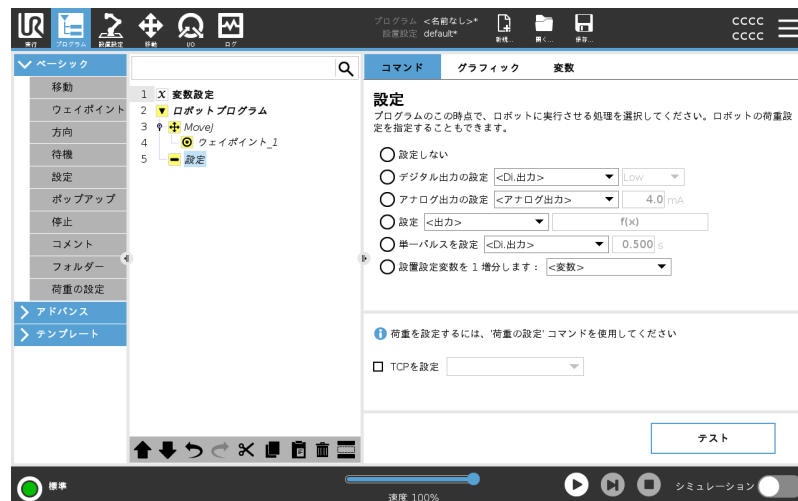 UR
実行
プログラム
設置設定
移動
I/O
ログ
プログラム <名前なし>*
設置設定 default*
新規...
開く...
保存...
cccc
cccc
ベーシック
移動
ウェイポイント
方向
待機
設定
ポップアップ
停止
コメント
フォルダー
荷重の設定
アドバンス
テンプレート
1 X 変数設定
2 ロボットプログラム
3 MoveJ
4 ウェイポイント_1
5 設定
コマンド グラフィック 変数
設定
プログラムのこの時点で、ロボットに実行させる処理を選択してください。ロボットの荷重設
定を指定することもできます。
設定しない
デジタル出力の設定 <Di.出力> Low
アナログ出力の設定 <アナログ出力> 4.0 mA
設定 <出力> f(x)
単一パルスを設定 <Di.出力> 0.500 s
設置設定変数を 1 増分します： <変数>
荷重を設定するには、'荷重の設定' コマンドを使用してください
TCPを設定
テスト
標準
速度 100%
シミュレーション